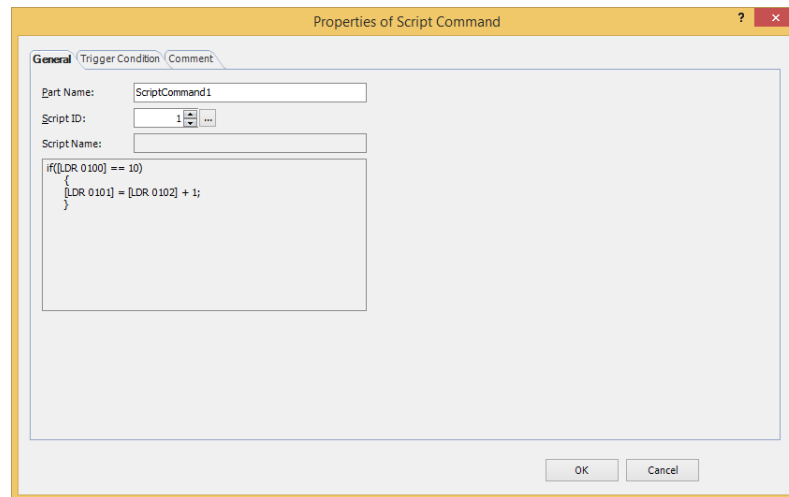 Properties of Script Command
?
×
General Trigger Condition Comment
Part Name: ScriptCommand1
Script ID: 1 ...
Script Name:
if([LDR 0100] == 10)
{
[LDR 0101] = [LDR 0102] + 1;
}
OK Cancel